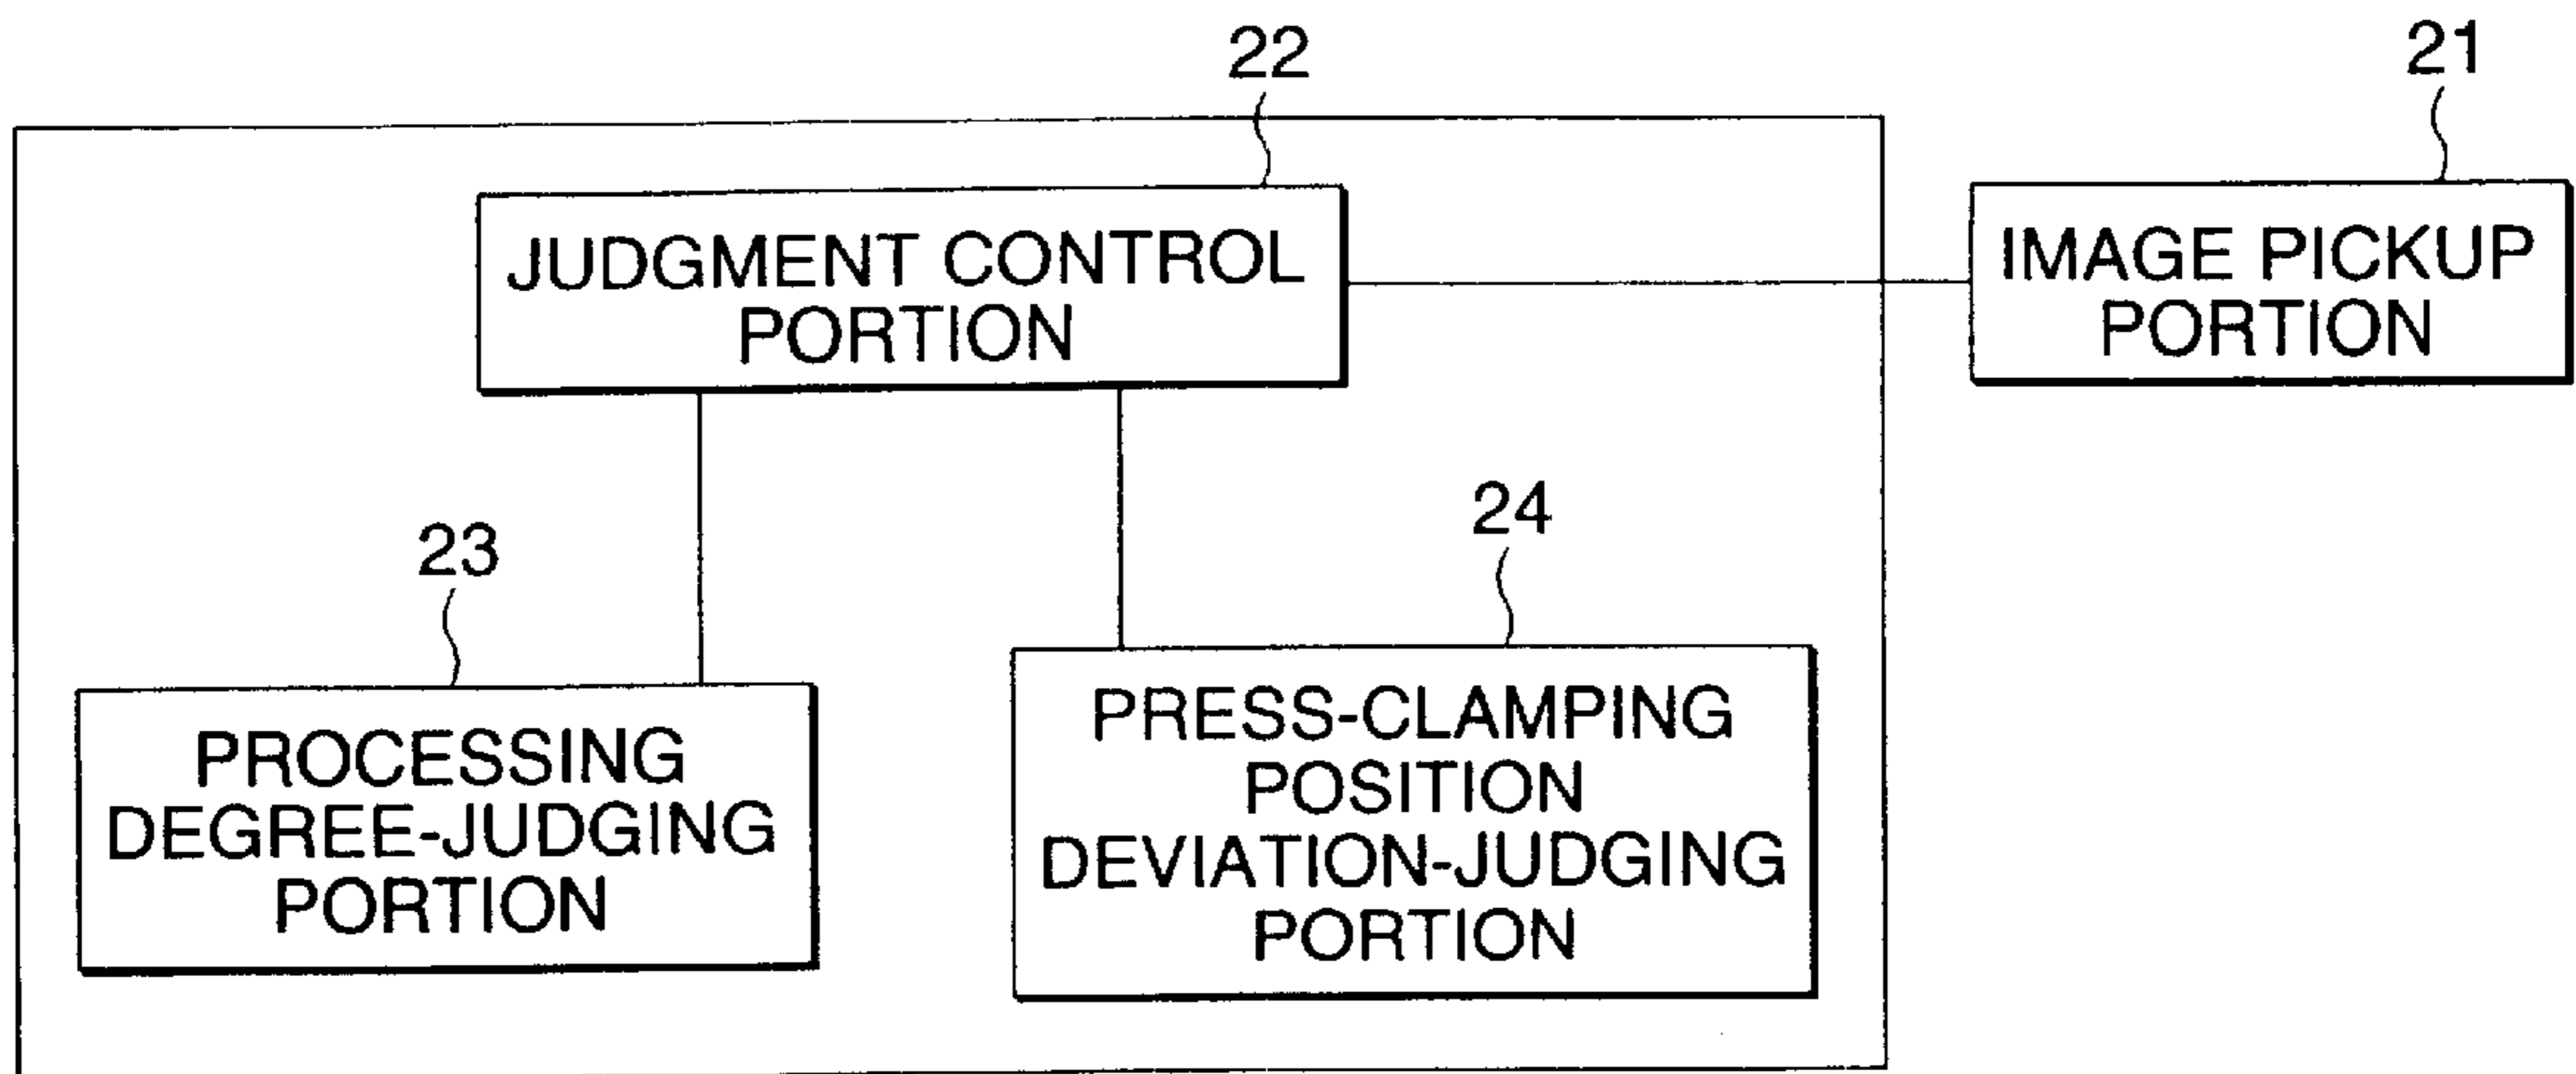 22
21
JUDGMENT CONTROL
PORTION
IMAGE PICKUP
PORTION
23
24
PROCESSING
DEGREE-JUDGING
PORTION
PRESS-CLAMPING
POSITION
DEVIATION-JUDGING
PORTION